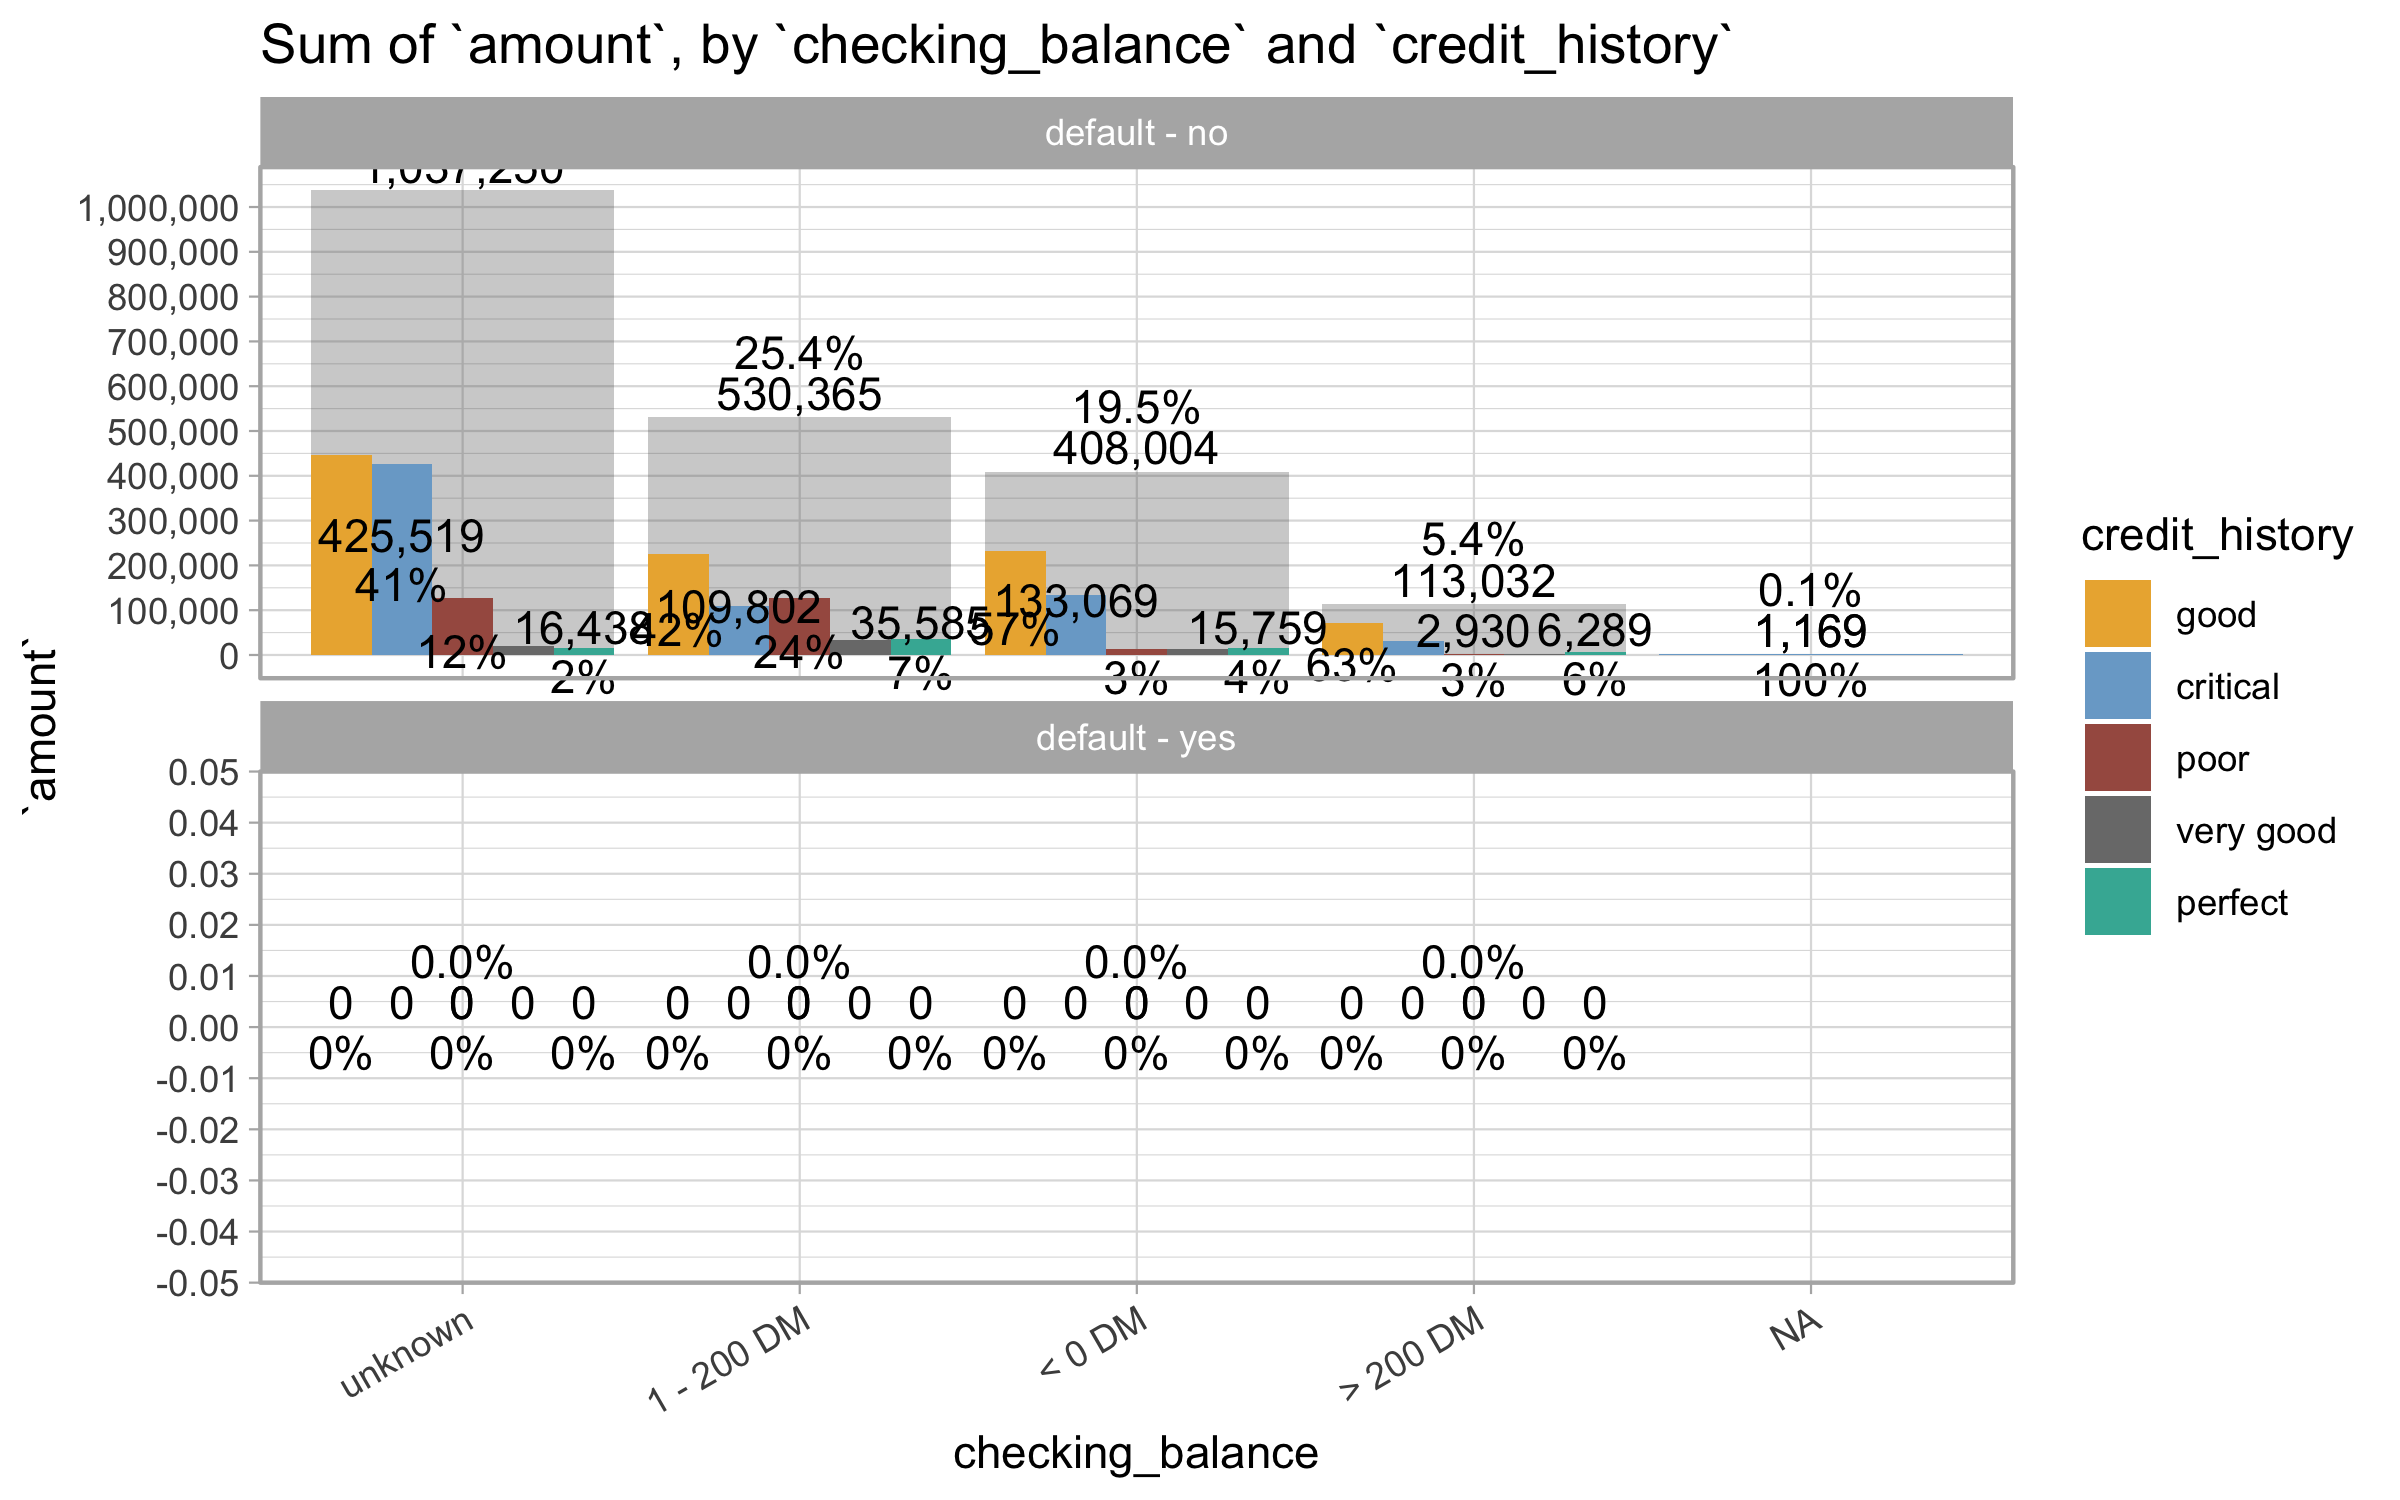 Sum of `amount`, by `checking_balance` and `credit_history`
default - no
1,037,250
1,000,000
900,000
800,000
700,000
600,000
500,000
400,000
300,000
200,000
100,000
0
25.4%
530,365
19.5%
408,004
5.4%
113,032
0.1%
1,169
425,519
41%
12%
16,438
2%
42%
109,802
24%
35,585
7%
57%
133,069
3%
15,759
4%
63%
2,930
3%
6,289
6%
100%
`amount`
default - yes
0.05
0.04
0.03
0.02
0.01
0.00
-0.01
-0.02
-0.03
-0.04
-0.05
0.0% 0.0% 0.0% 0.0%
0 0 0 0 0 0 0 0 0 0 0 0 0 0 0 0 0 0 0 0
0% 0% 0% 0% 0% 0% 0% 0% 0% 0% 0% 0%
unknown
1 - 200 DM
< 0 DM
> 200 DM
NA
checking_balance
credit_history
good
critical
poor
very good
perfect